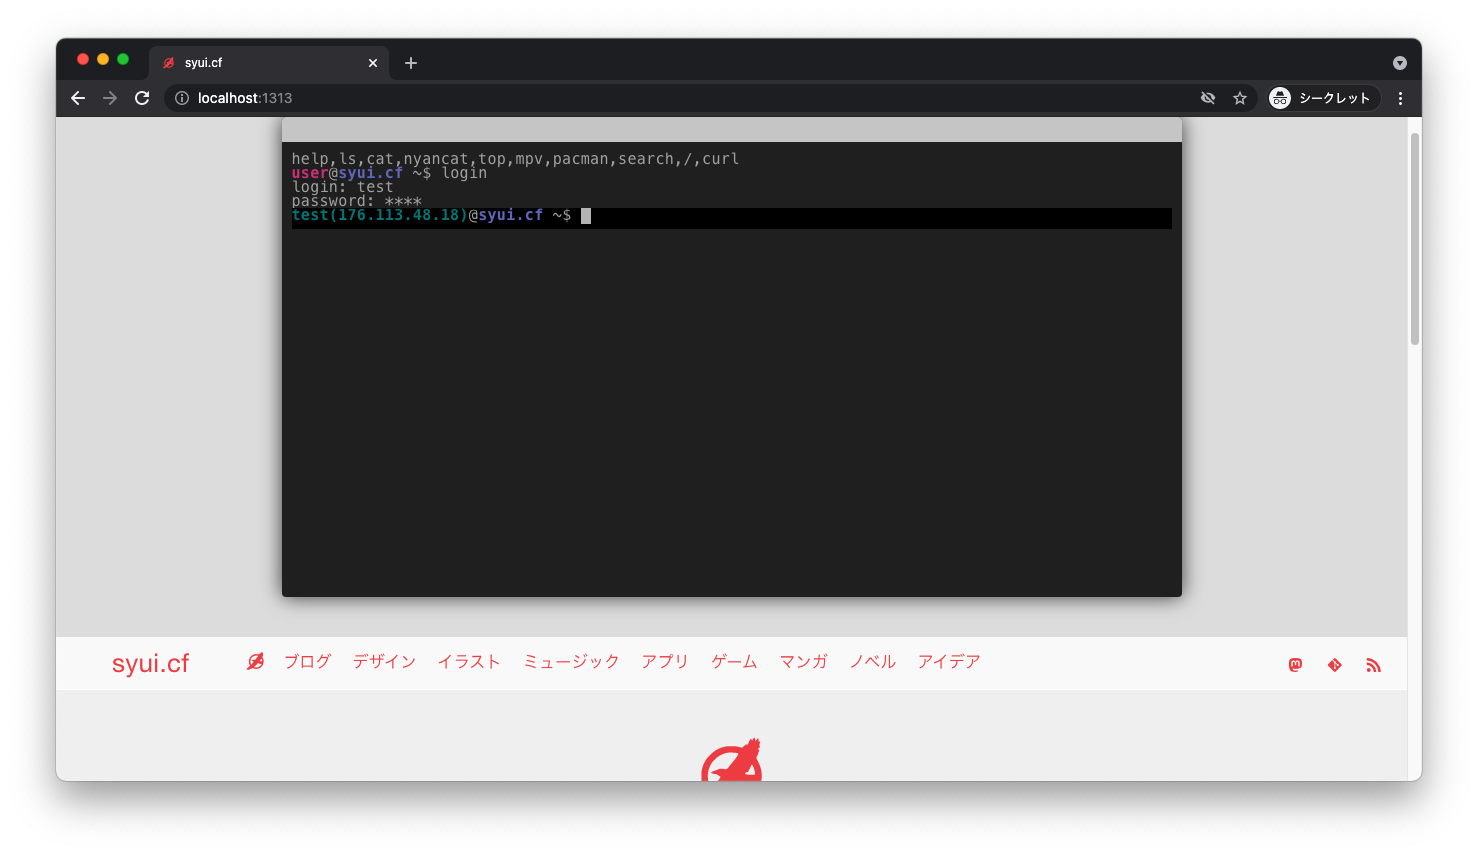 syui.cf
localhost:1313
シークレット
help,ls,cat,nyancat,top,mpv,pacman,search,/,curl
user@syui.cf ~$ login
login: test
password: ****
test(176.113.48.18)@syui.cf ~$
syui.cf ブログ デザイン イラスト ミュージック アプリ ゲーム マンガ ノベル アイデア